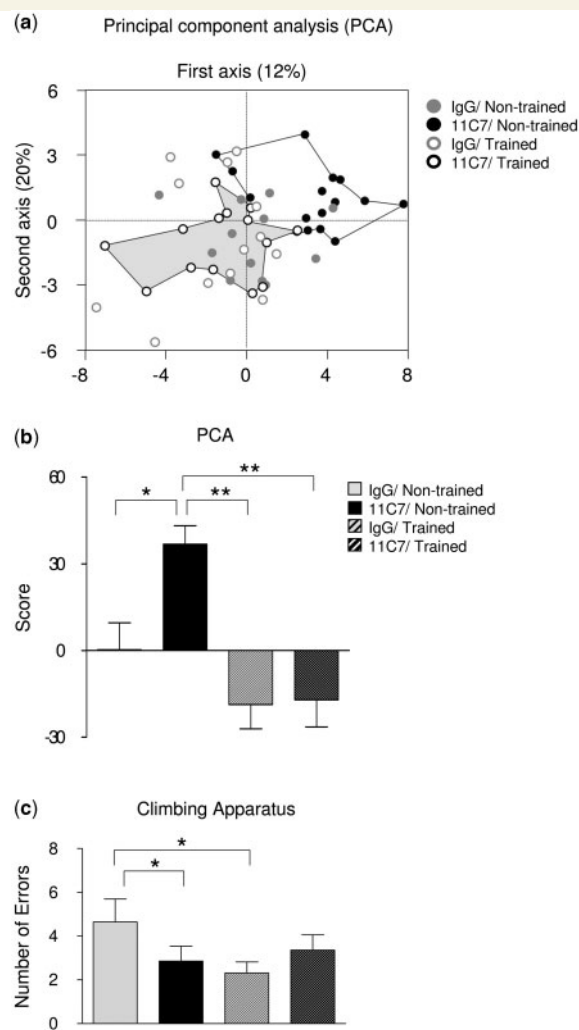 (a) Principal component analysis (PCA)
First axis (12%)
Second axis (20%)
6
3
0
-3
-6
-8
-4
0
4
8
IgG/ Non-trained
11C7/ Non-trained
IgG/ Trained
11C7/ Trained
(b) PCA
Score
60
30
0
-30
*
**
**
IgG/ Non-trained
11C7/ Non-trained
IgG/ Trained
11C7/ Trained
(c) Climbing Apparatus
Number of Errors
8
6
4
2
0
*
*